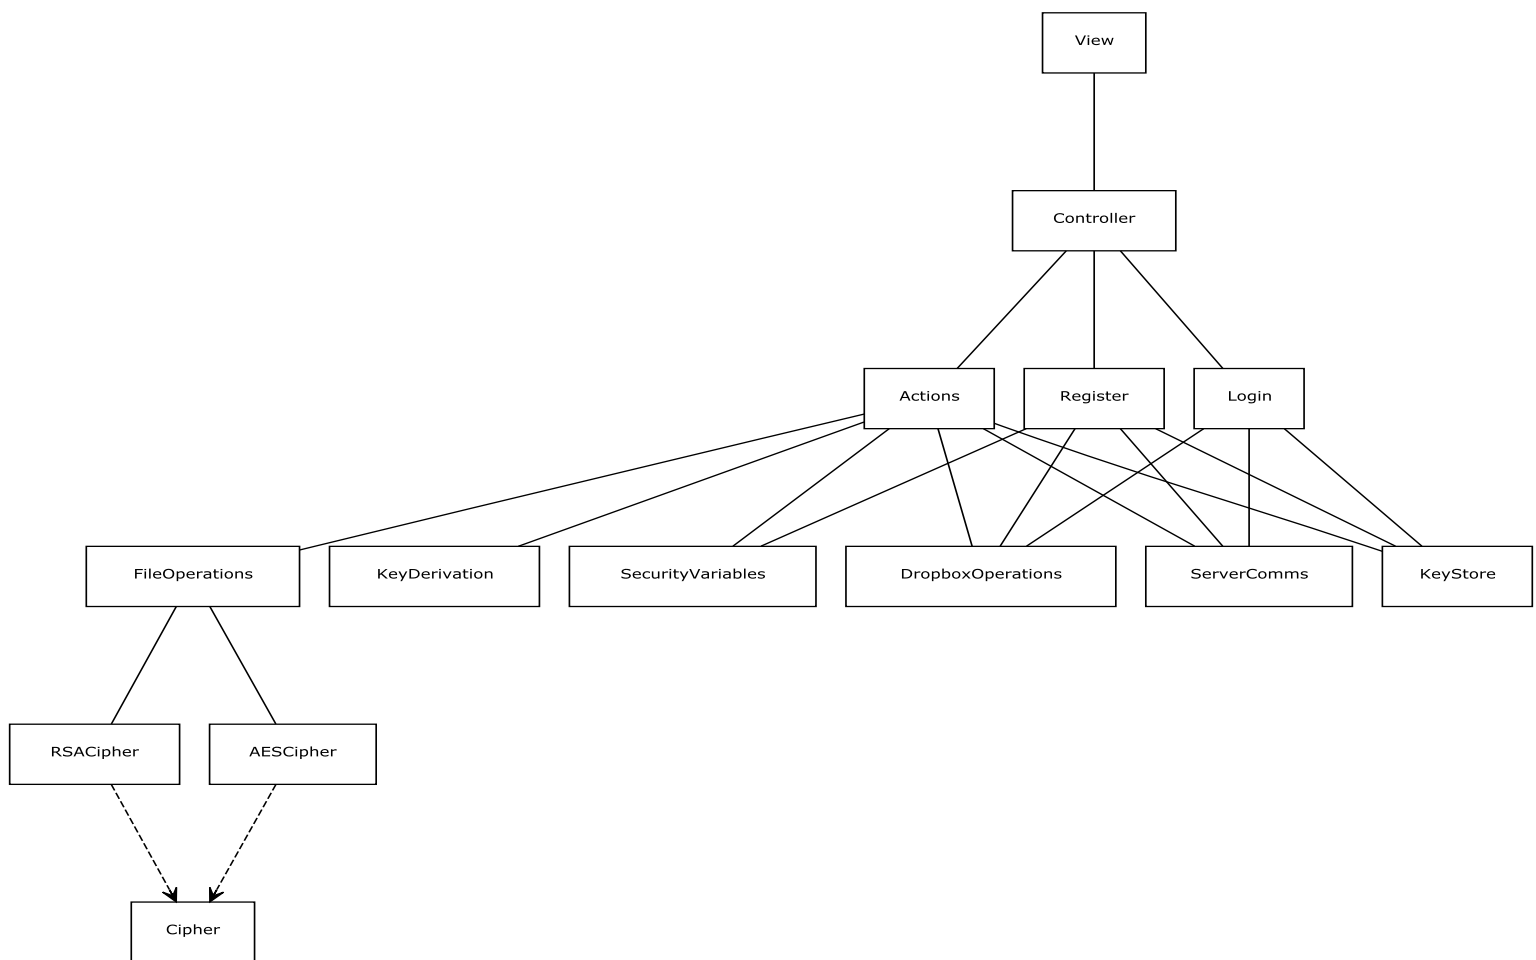 View
Controller
Actions
Register
Login
FileOperations
KeyDerivation
SecurityVariables
DropboxOperations
ServerComms
KeyStore
RSACipher
AESCipher
Cipher